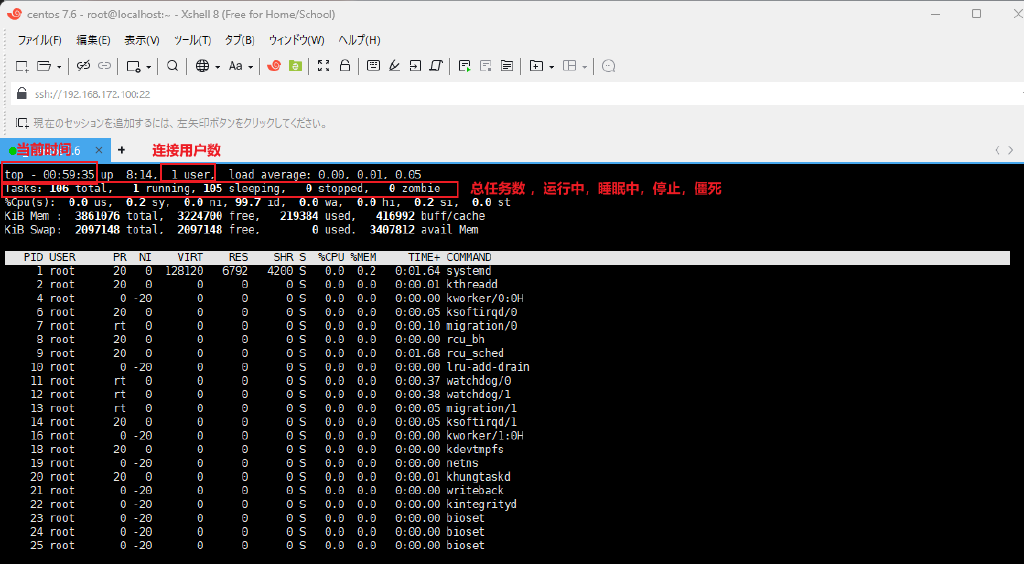 centos 7.6 - root@localhost:~ - Xshell 8 (Free for Home/School)
ファイル(F) 編集(E) 表示(V) ツール(T) タブ(B) ウィンドウ(W) ヘルプ(H)
ssh://192.168.172.100:22
現在のセッションを追加するには、左矢印ボタンをクリックしてください。
当前时间 .6 × + 连接用户数
top - 00:59:35 up 8:14, 1 user, load average: 0.00, 0.01, 0.05
Tasks: 106 total, 1 running, 105 sleeping, 0 stopped, 0 zombie 总任务数 ，运行中，睡眠中，停止，僵死
%Cpu(s): 0.0 us, 0.2 sy, 0.0 ni, 99.7 id, 0.0 wa, 0.0 hi, 0.2 si, 0.0 st
KiB Mem : 3861076 total, 3224700 free, 219384 used, 416992 buff/cache
KiB Swap: 2097148 total, 2097148 free, 0 used. 3407812 avail Mem
PID USER PR NI VIRT RES SHR S %CPU %MEM TIME+ COMMAND
1 root 20 0 128120 6792 4200 S 0.0 0.2 0:01.64 systemd
2 root 20 0 0 0 0 S 0.0 0.0 0:00.01 kthreadd
4 root 0 -20 0 0 0 S 0.0 0.0 0:00.00 kworker/0:0H
6 root 20 0 0 0 0 S 0.0 0.0 0:00.05 ksoftirqd/0
7 root rt 0 0 0 0 S 0.0 0.0 0:00.10 migration/0
8 root 20 0 0 0 0 S 0.0 0.0 0:00.00 rcu_bh
9 root 20 0 0 0 0 S 0.0 0.0 0:01.68 rcu_sched
10 root 0 -20 0 0 0 S 0.0 0.0 0:00.00 lru-add-drain
11 root rt 0 0 0 0 S 0.0 0.0 0:00.37 watchdog/0
12 root rt 0 0 0 0 S 0.0 0.0 0:00.38 watchdog/1
13 root rt 0 0 0 0 S 0.0 0.0 0:00.05 migration/1
14 root 20 0 0 0 0 S 0.0 0.0 0:00.05 ksoftirqd/1
16 root 0 -20 0 0 0 S 0.0 0.0 0:00.00 kworker/1:0H
18 root 20 0 0 0 0 S 0.0 0.0 0:00.00 kdevtmpfs
19 root 0 -20 0 0 0 S 0.0 0.0 0:00.00 netns
20 root 20 0 0 0 0 S 0.0 0.0 0:00.01 khungtaskd
21 root 0 -20 0 0 0 S 0.0 0.0 0:00.00 writeback
22 root 0 -20 0 0 0 S 0.0 0.0 0:00.00 kintegrityd
23 root 0 -20 0 0 0 S 0.0 0.0 0:00.00 bioset
24 root 0 -20 0 0 0 S 0.0 0.0 0:00.00 bioset
25 root 0 -20 0 0 0 S 0.0 0.0 0:00.00 bioset